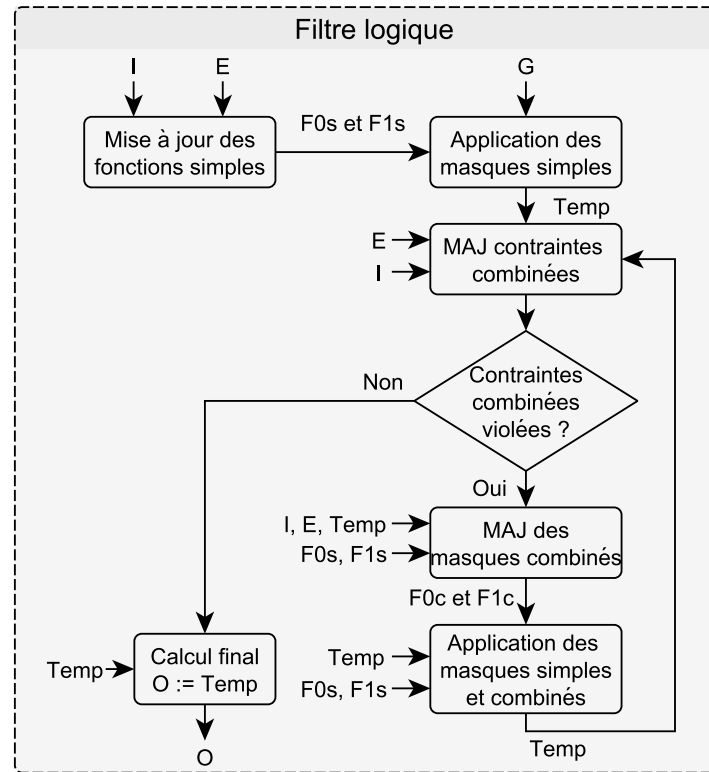 Filtre logique
I
E
G
Mise à jour des
fonctions simples
F0s et F1s
Application des
masques simples
Temp
E
I
MAJ contraintes
combinées
Non
Contraintes
combinées
violées ?
Oui
I, E, Temp
F0s, F1s
MAJ des
masques combinés
F0c et F1c
Temp
Calcul final
O := Temp
Temp
F0s, F1s
Application des
masques simples
et combinés
O
Temp